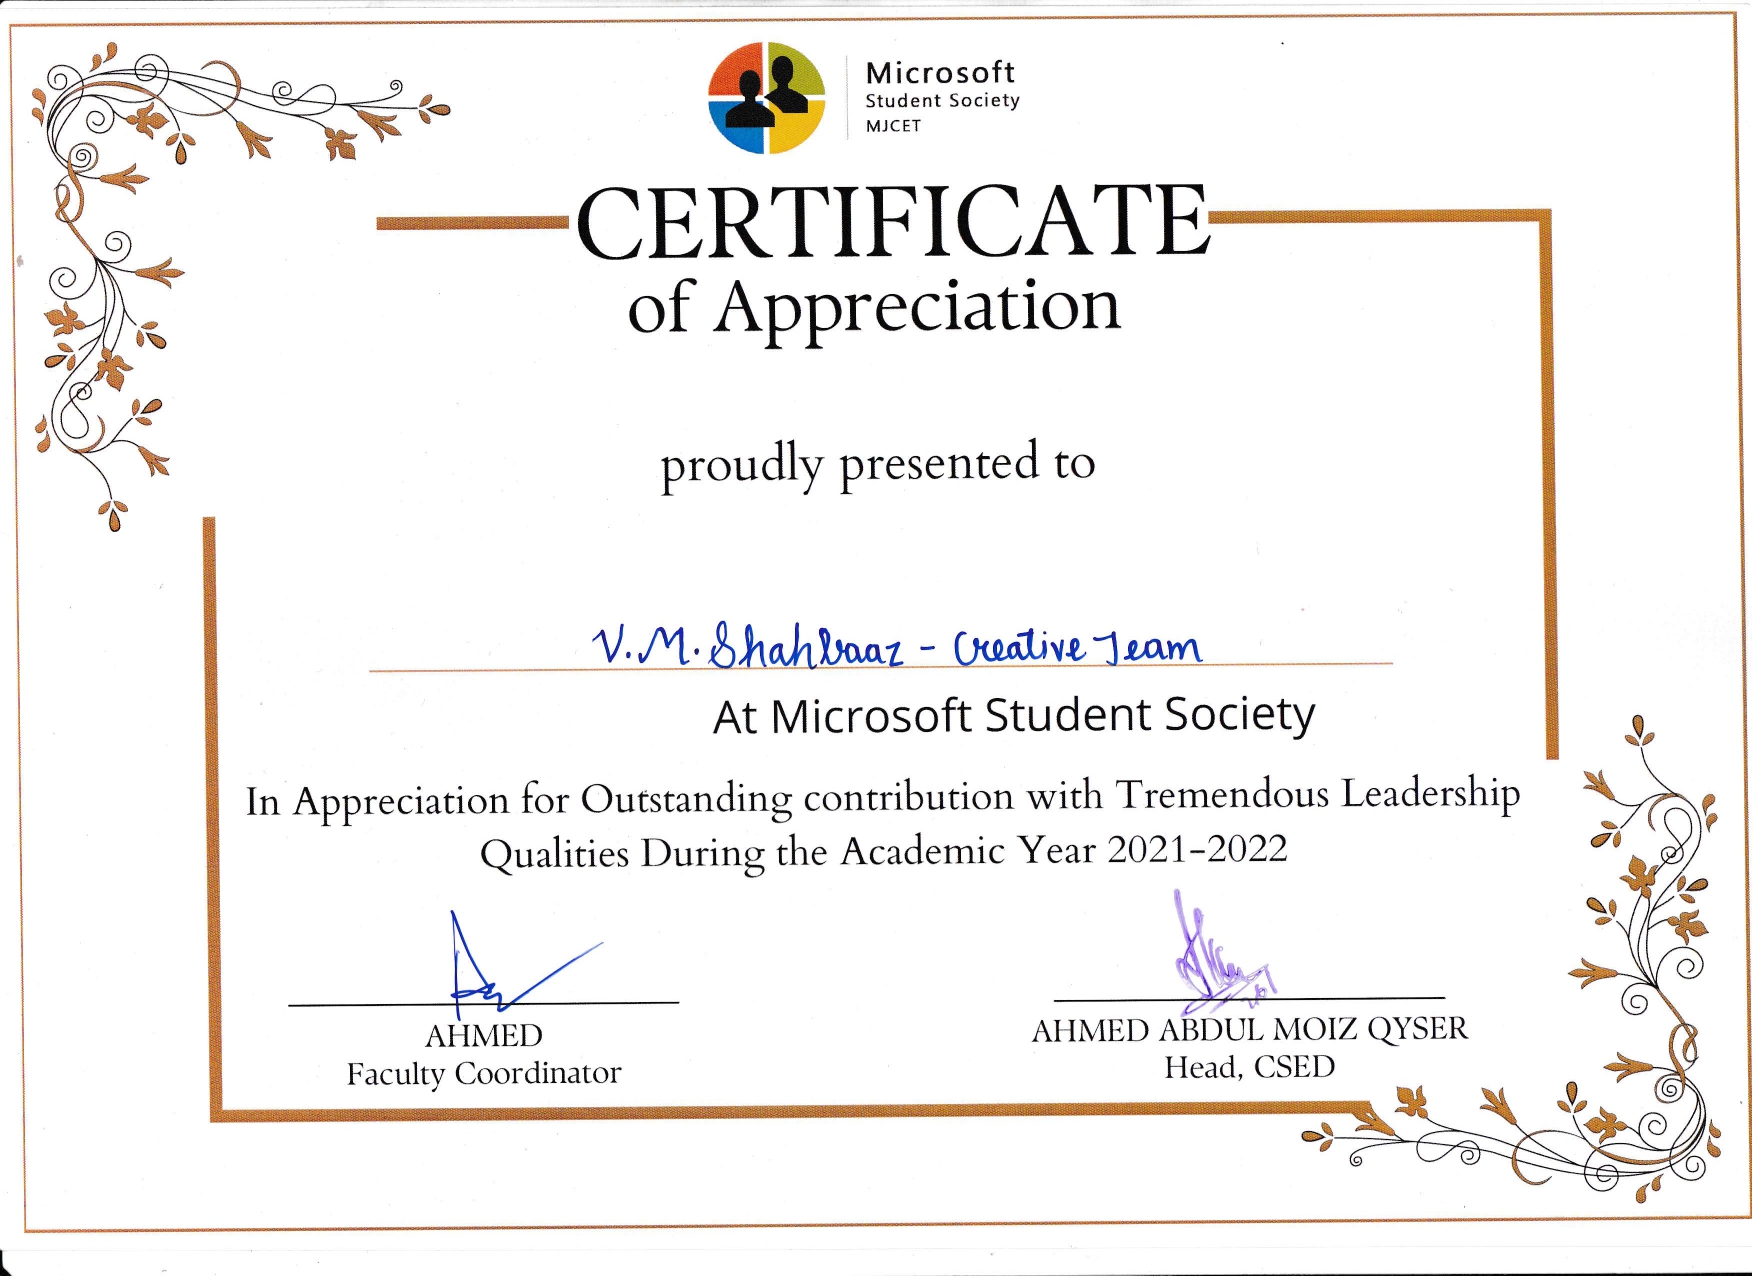 Microsoft
Student Society
MJCET
CERTIFICATE
of Appreciation
proudly presented to
V.M. Shahbaaz - Creative Team
At Microsoft Student Society
In Appreciation for Outstanding contribution with Tremendous Leadership
Qualities During the Academic Year 2021-2022
AHMED
Faculty Coordinator
AHMED ABDUL MOIZ QYSER
Head, CSED